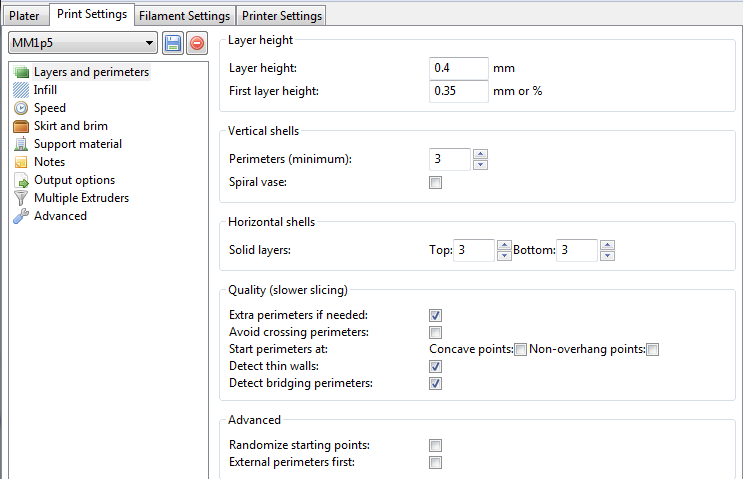 Plater Print Settings Filament Settings Printer Settings
MM1p5
Layers and perimeters
Infill
Speed
Skirt and brim
Support material
Notes
Output options
Multiple Extruders
Advanced
Layer height
Layer height: 0.4 mm
First layer height: 0.35 mm or %
Vertical shells
Perimeters (minimum): 3
Spiral vase:
Horizontal shells
Solid layers: Top: 3 Bottom: 3
Quality (slower slicing)
Extra perimeters if needed:
Avoid crossing perimeters:
Start perimeters at: Concave points: Non-overhang points:
Detect thin walls:
Detect bridging perimeters:
Advanced
Randomize starting points:
External perimeters first: